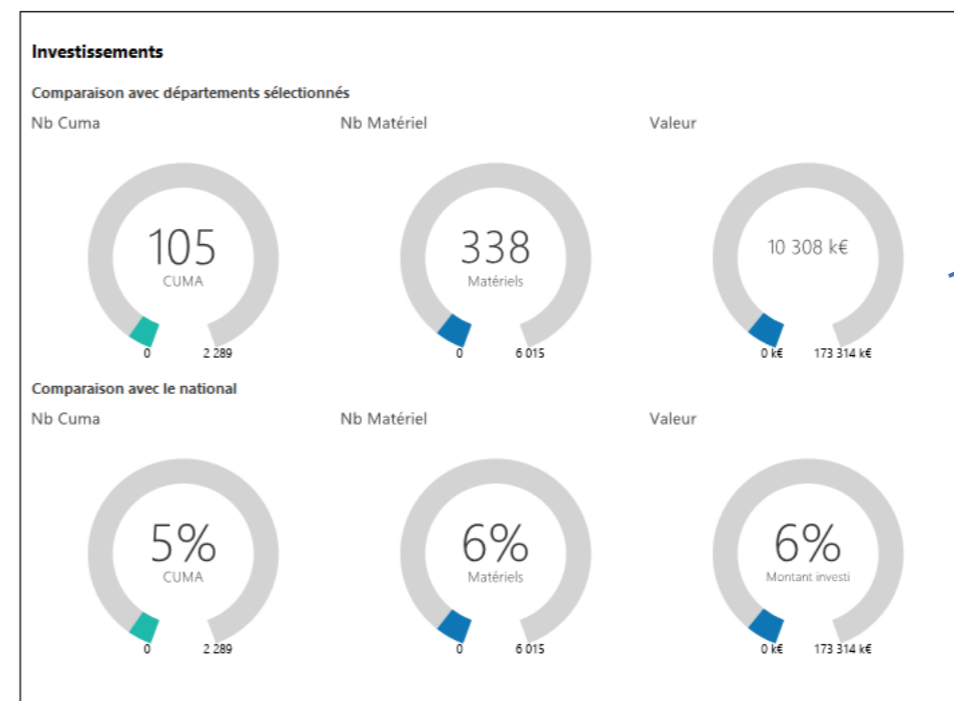 Investissements
Comparaison avec départements sélectionnés
Nb Cuma
Nb Matériel
Valeur
105
CUMA
0
2 289
338
Matériels
0
6 015
10 308 k€
0 k€
173 314 k€
Comparaison avec le national
Nb Cuma
Nb Matériel
Valeur
5%
CUMA
0
2 289
6%
Matériels
0
6 015
6%
Montant investi
0 k€
173 314 k€